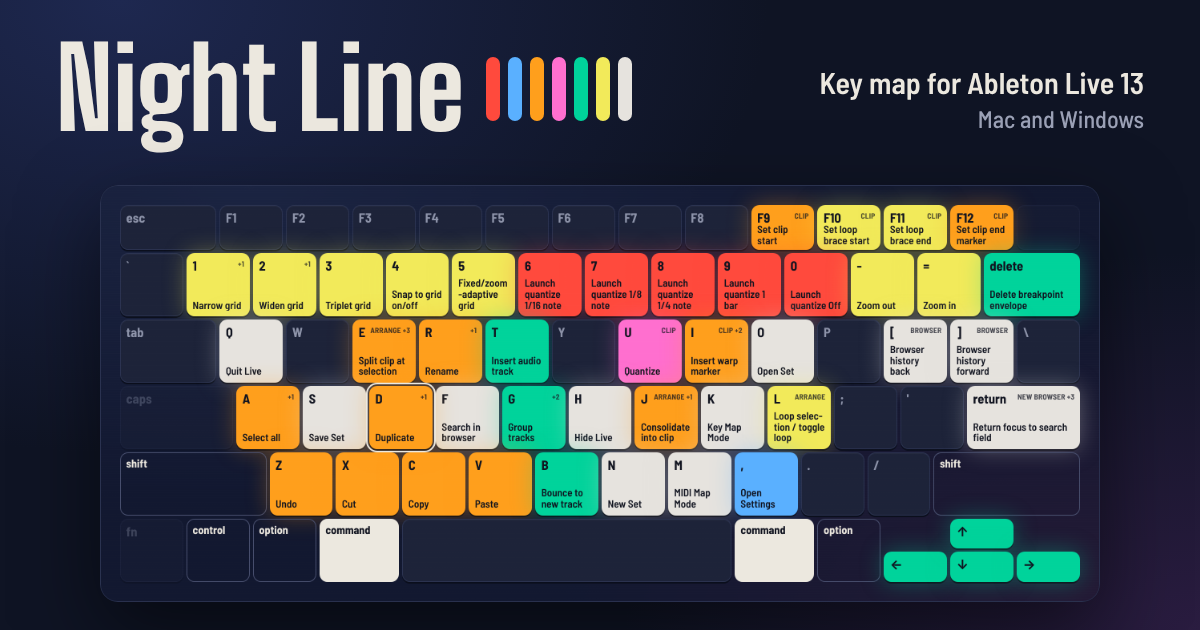 Night Line
Key map for Ableton Live 13
Mac and Windows
esc
F1
F2
F3
F4
F5
F6
F7
F8
F9 CLIP
Set clip
start
F10 CLIP
Set loop
brace start
F11 CLIP
Set loop
brace end
F12 CLIP
Set clip end
marker
`
1 +1
Narrow grid
2 +1
Widen grid
3
Triplet grid
4
Snap to grid
on/off
5
Fixed/zoom
-adaptive
grid
6
Launch
quantize
1/16 note
7
Launch
quantize 1/8
note
8
Launch
quantize
1/4 note
9
Launch
quantize 1
bar
0
Launch
quantize Off
-
Zoom out
=
Zoom in
delete
Delete breakpoint
envelope
tab
Q
Quit Live
W
E ARRANGE +3
Split clip at
selection
R +1
Rename
T
Insert audio
track
Y
U CLIP
Quantize
I CLIP +2
Insert warp
marker
O
Open Set
P
[ BROWSER
Browser
history
back
] BROWSER
Browser
history
forward
\
caps
A +1
Select all
S
Save Set
D +1
Duplicate
F
Search in
browser
G +2
Group
tracks
H
Hide Live
J ARRANGE +1
Consolidate
into clip
K
Key Map
Mode
L ARRANGE
Loop selec-
tion / toggle
loop
;
'
return NEW BROWSER +3
Return focus to search
field
shift
Z
Undo
X
Cut
C
Copy
V
Paste
B
Bounce to
new track
N
New Set
M
MIDI Map
Mode
,
Open
Settings
.
/
shift
fn
control
option
command
command
option
↑
←
↓
→